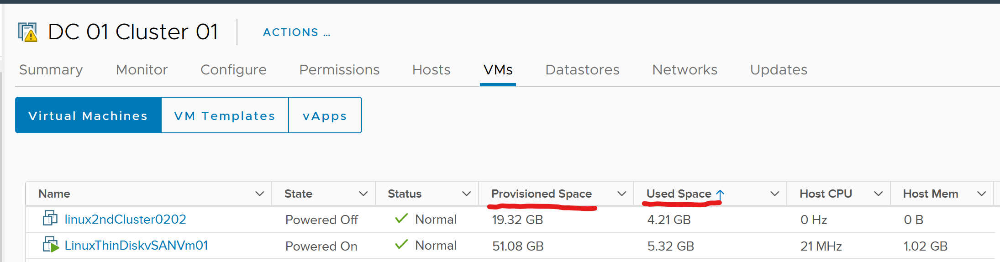 DC 01 Cluster 01 ACTIONS ...
Summary Monitor Configure Permissions Hosts VMs Datastores Networks Updates
Virtual Machines VM Templates vApps
Name State Status Provisioned Space Used Space ↑ Host CPU Host Mem
linux2ndCluster0202 Powered Off Normal 19.32 GB 4.21 GB 0 Hz 0 B
LinuxThinDiskvSANVm01 Powered On Normal 51.08 GB 5.32 GB 21 MHz 1.02 GB